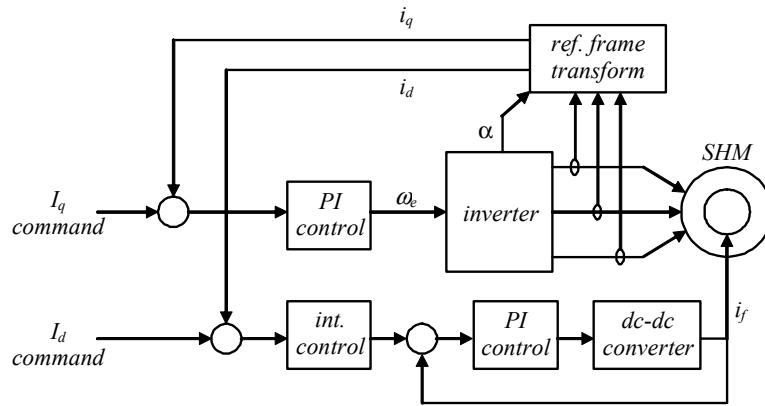 i_q
ref. frame
transform
i_d
α
SHM
I_q
command
PI
control
ω_e
inverter
I_d
command
int.
control
PI
control
dc-dc
converter
i_f